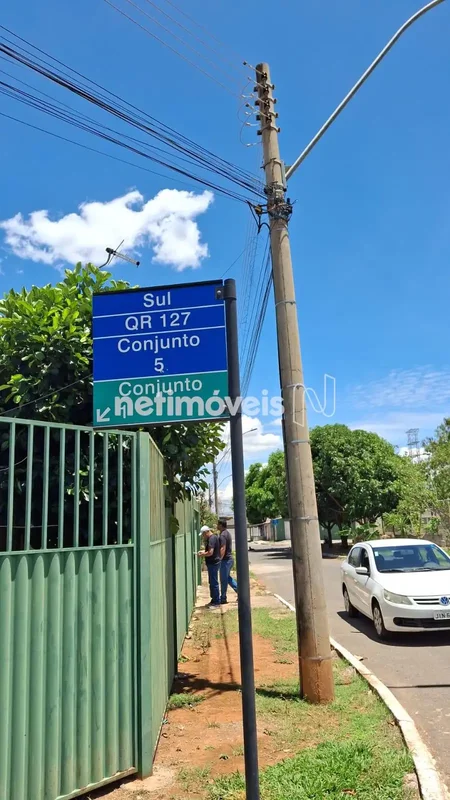 Sul
QR 127
Conjunto
5
Conjunto
netimóveis